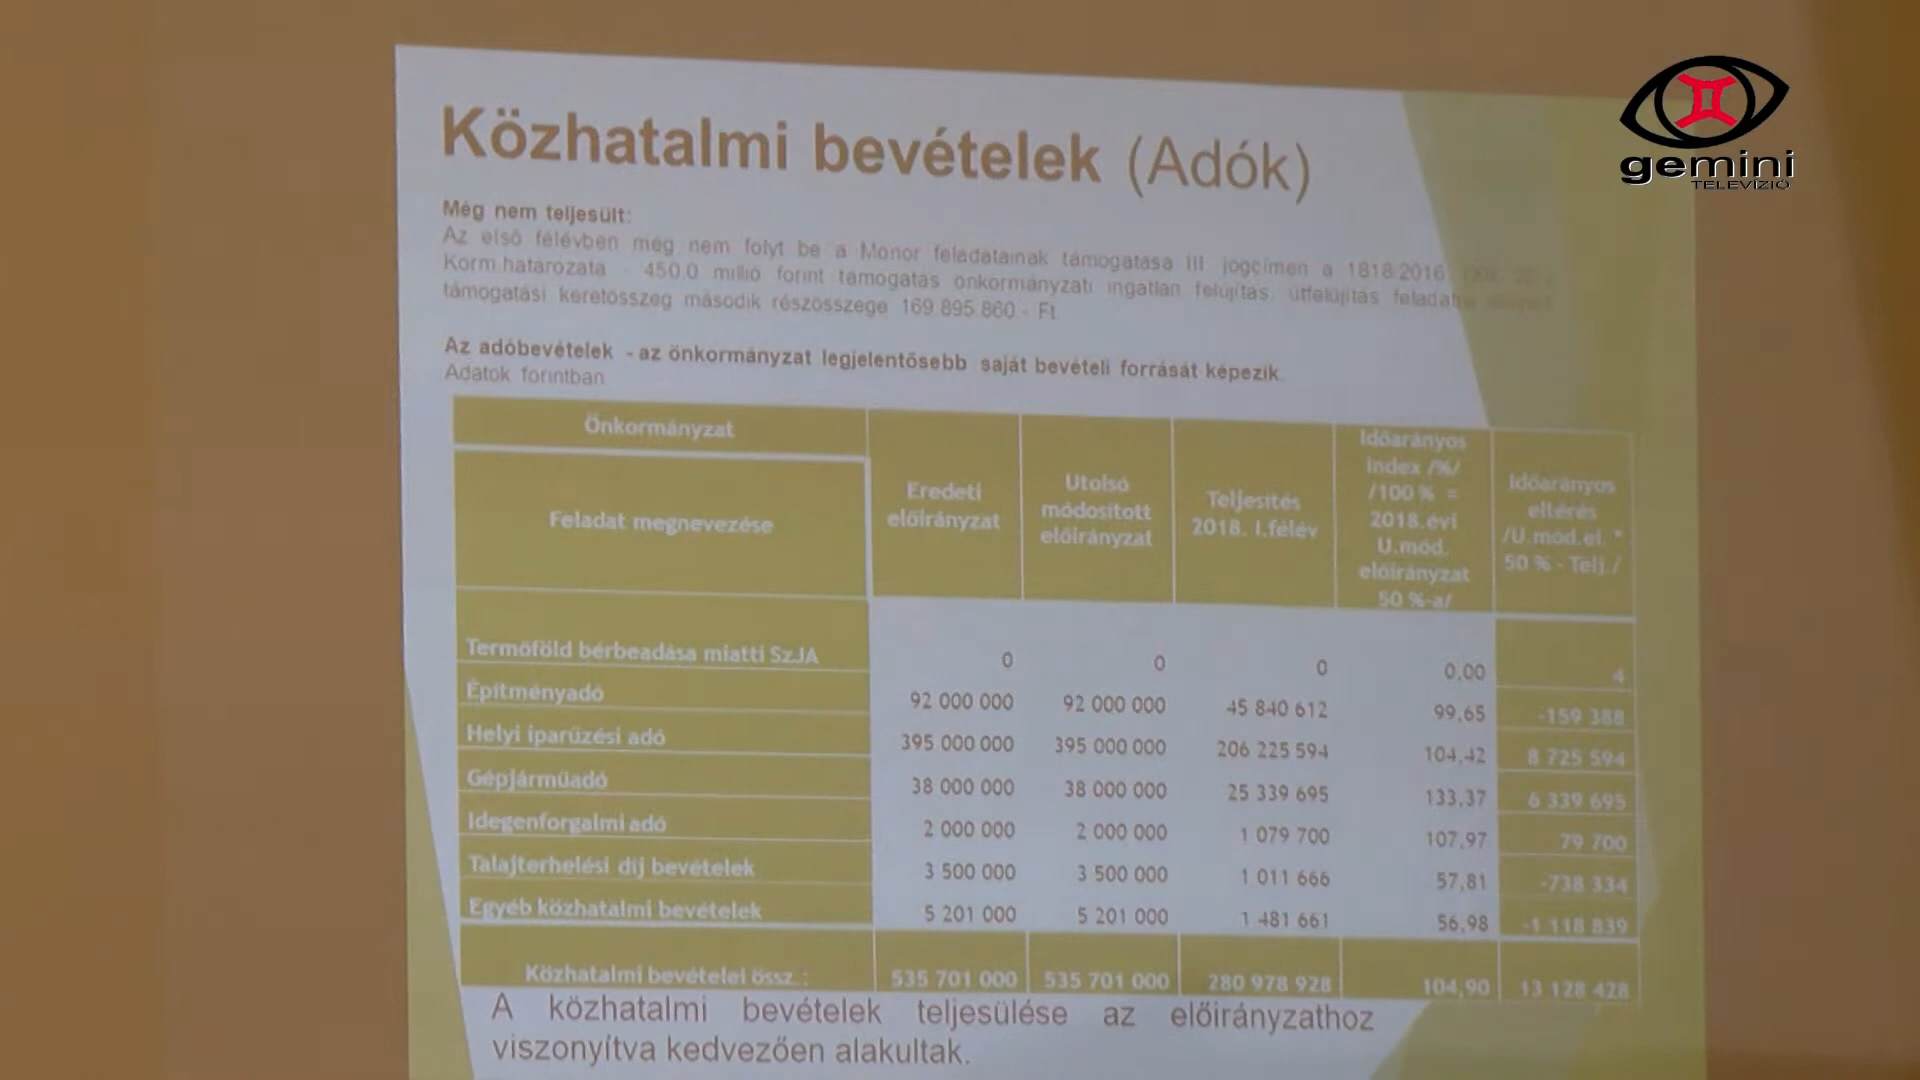 gemini
TELEVÍZIÓ
Közhatalmi bevételek (Adók)
Még nem teljesült:
Az első félévben még nem folyt be a Monor feladatainak támogatása III. jogcímen a 1818/2016
Korm.határozata - 450,0 millió forint támogatás önkormányzati ingatlan felújítás, útfelújítás
támogatási keretösszeg második részösszege 169.895.860.- Ft
Az adóbevételek - az önkormányzat legjelentősebb saját bevételi forrását képezik.
Adatok forintban
Önkormányzat
Feladat megnevezése
Eredeti
előirányzat
Utolsó
módosított
előirányzat
Teljesítés
2018. I.félév
Időarányos
index /%/
/100 % =
2018.évi
U.mód.
előirányzat
50 %-a/
Időarányos
eltérés
/U.mód.el. *
50 % - Telj./
Termőföld bérbeadása miatti SzJA 0 0 0 0,00 4
Építményadó 92 000 000 92 000 000 45 840 612 99,65 -159 388
Helyi iparűzési adó 395 000 000 395 000 000 206 225 594 104,42 8 725 594
Gépjárműadó 38 000 000 38 000 000 25 339 695 133,37 6 339 695
Idegenforgalmi adó 2 000 000 2 000 000 1 079 700 107,97 79 700
Talajterhelési díj bevételek 3 500 000 3 500 000 1 011 666 57,81 -738 334
Egyéb közhatalmi bevételek 5 201 000 5 201 000 1 481 661 56,98 -1 118 839
Közhatalmi bevételei össz.: 535 701 000 535 701 000 280 978 928 104,90 13 128 428
A közhatalmi bevételek teljesülése az előirányzathoz
viszonyítva kedvezően alakultak.